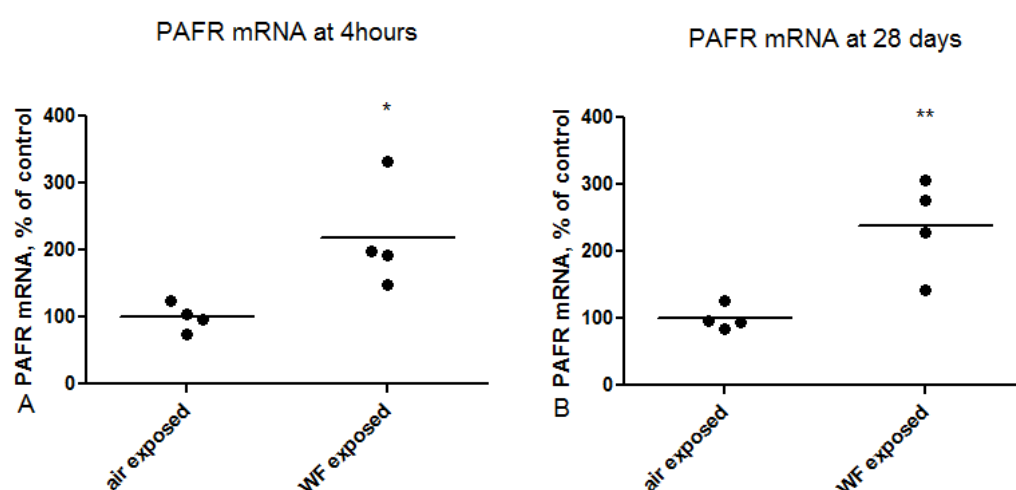 PAFR mRNA at 4hours
PAFR mRNA, % of control
400
300
200
100
0
*
air exposed
WF exposed
A
PAFR mRNA at 28 days
PAFR mRNA, % of control
400
300
200
100
0
**
air exposed
WF exposed
B